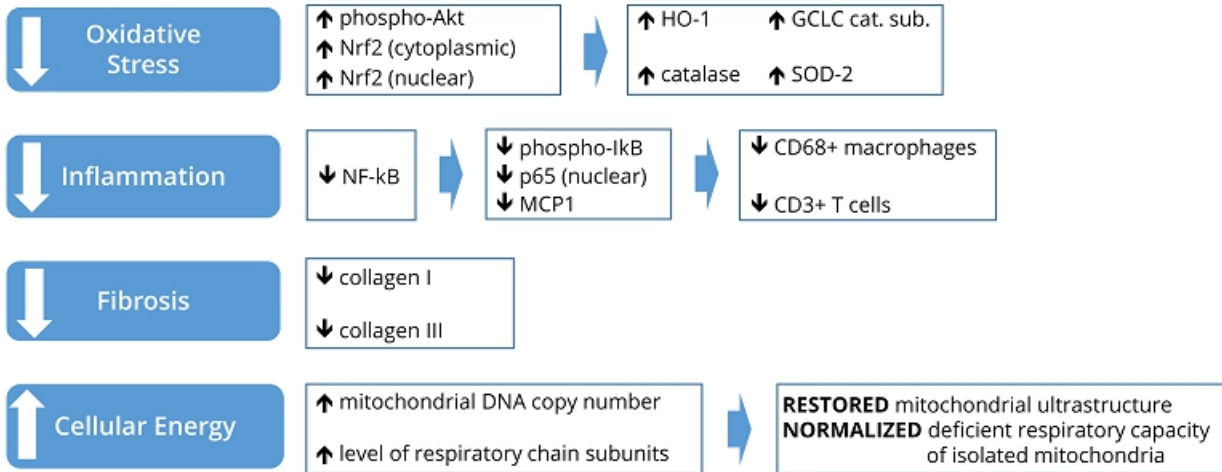 Oxidative
Stress
phospho-Akt
Nrf2 (cytoplasmic)
Nrf2 (nuclear)
HO-1
GCLC cat. sub.
catalase
SOD-2
Inflammation
NF-kB
phospho-IkB
p65 (nuclear)
MCP1
CD68+ macrophages
CD3+ T cells
Fibrosis
collagen I
collagen III
Cellular Energy
mitochondrial DNA copy number
level of respiratory chain subunits
RESTORED mitochondrial ultrastructure
NORMALIZED deficient respiratory capacity
of isolated mitochondria